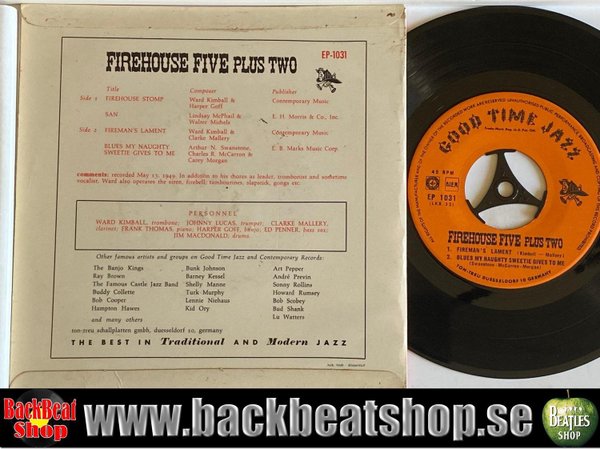 FIREHOUSE FIVE PLUS TWO
EP-1031
Title Composer Publisher
Side 1 FIREHOUSE STOMP Ward Kimball & Harper Goff Contemporary Music
SAN Lindsay McPhail & Walter Michels E. H. Morris & Co., Inc.
Side 2 FIREMAN'S LAMENT Ward Kimball & Clarke Mallery Contemporary Music
BLUES MY NAUGHTY SWEETIE GIVES TO ME Arthur N. Swanstone, Charles R. McCarron & Carey Morgan E. B. Marks Music Corp.
comments: recorded May 13, 1949. In addition to his chores as leader, trombonist and sometime
vocalist, Ward also operates the siren, firebell, tambourines, slapstick, gongs etc.
PERSONNEL
WARD KIMBALL, trombone; JOHNNY LUCAS, trumpet; CLARKE MALLERY,
clarinet; FRANK THOMAS, piano; HARPER GOFF, banjo; ED PENNER, bass sax;
JIM MACDONALD, drums.
Other famous artists and groups on Good Time Jazz and Contemporary Records:
The Banjo Kings Bunk Johnson Art Pepper
Ray Brown Barney Kessel André Previn
The Famous Castle Jazz Band Shelly Manne Sonny Rollins
Buddy Collette Turk Murphy Howard Rumsey
Bob Cooper Lennie Niehaus Bob Scobey
Hampton Hawes Kid Ory Bud Shank
and many others Lu Watters
ton-treu schallplatten gmbh, duesseldorf 10, germany
THE BEST IN Traditional AND Modern JAZZ
GOOD TIME JAZZ
45 RPM
EP 1031
FIREHOUSE FIVE PLUS TWO
1. FIREMAN'S LAMENT (Kimball - Mallery)
2. BLUES MY NAUGHTY SWEETIE GIVES TO ME
(Swanstone - McCarron - Morgan)
TON-TREU DUESSELDORF 10 GERMANY
BackBeat
Shop
www.backbeatshop.se
THE
BEATLES
SHOP